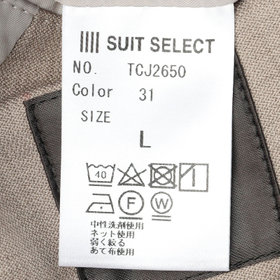 SUIT SELECT
NO. TCJ2650
Color 31
SIZE
L
40
F W
中性洗剤使用
ネット使用
弱く絞る
あて布使用